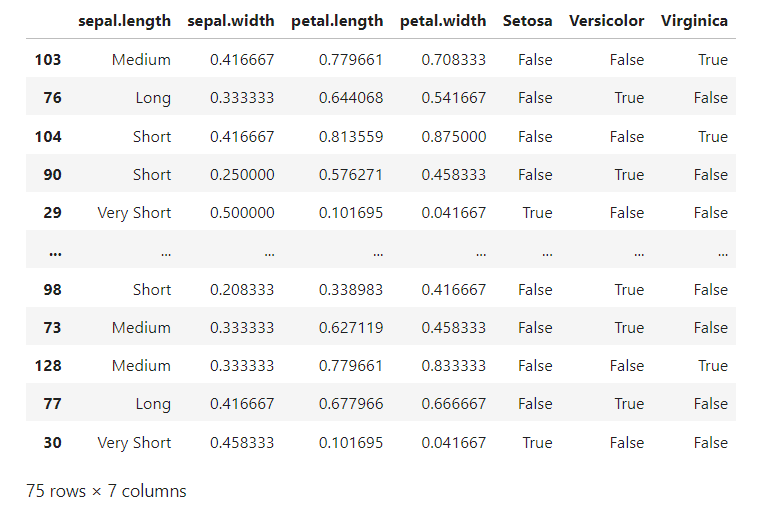 sepal.length sepal.width petal.length petal.width Setosa Versicolor Virginica
103 Medium 0.416667 0.779661 0.708333 False False True
76 Long 0.333333 0.644068 0.541667 False True False
104 Short 0.416667 0.813559 0.875000 False False True
90 Short 0.250000 0.576271 0.458333 False True False
29 Very Short 0.500000 0.101695 0.041667 True False False
... ... ... ... ... ... ... ...
98 Short 0.208333 0.338983 0.416667 False True False
73 Medium 0.333333 0.627119 0.458333 False True False
128 Medium 0.333333 0.779661 0.833333 False False True
77 Long 0.416667 0.677966 0.666667 False True False
30 Very Short 0.458333 0.101695 0.041667 True False False
75 rows × 7 columns